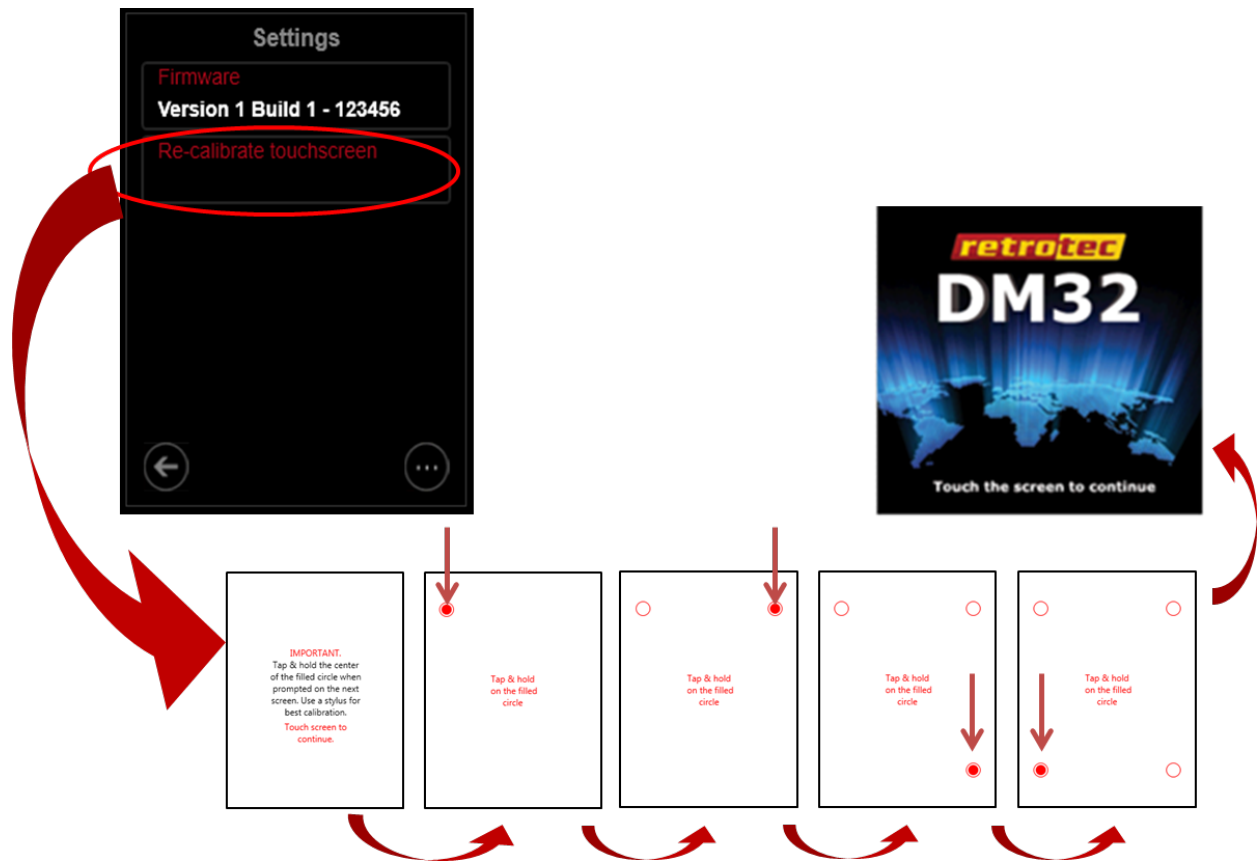 Settings
Firmware
Version 1 Build 1 - 123456
Re-calibrate touchscreen
retrotec
DM32
Touch the screen to continue
IMPORTANT.
Tap & hold the center
of the filled circle when
prompted on the next
screen. Use a stylus for
best calibration.
Touch screen to
continue.
Tap & hold
on the filled
circle
Tap & hold
on the filled
circle
Tap & hold
on the filled
circle
Tap & hold
on the filled
circle